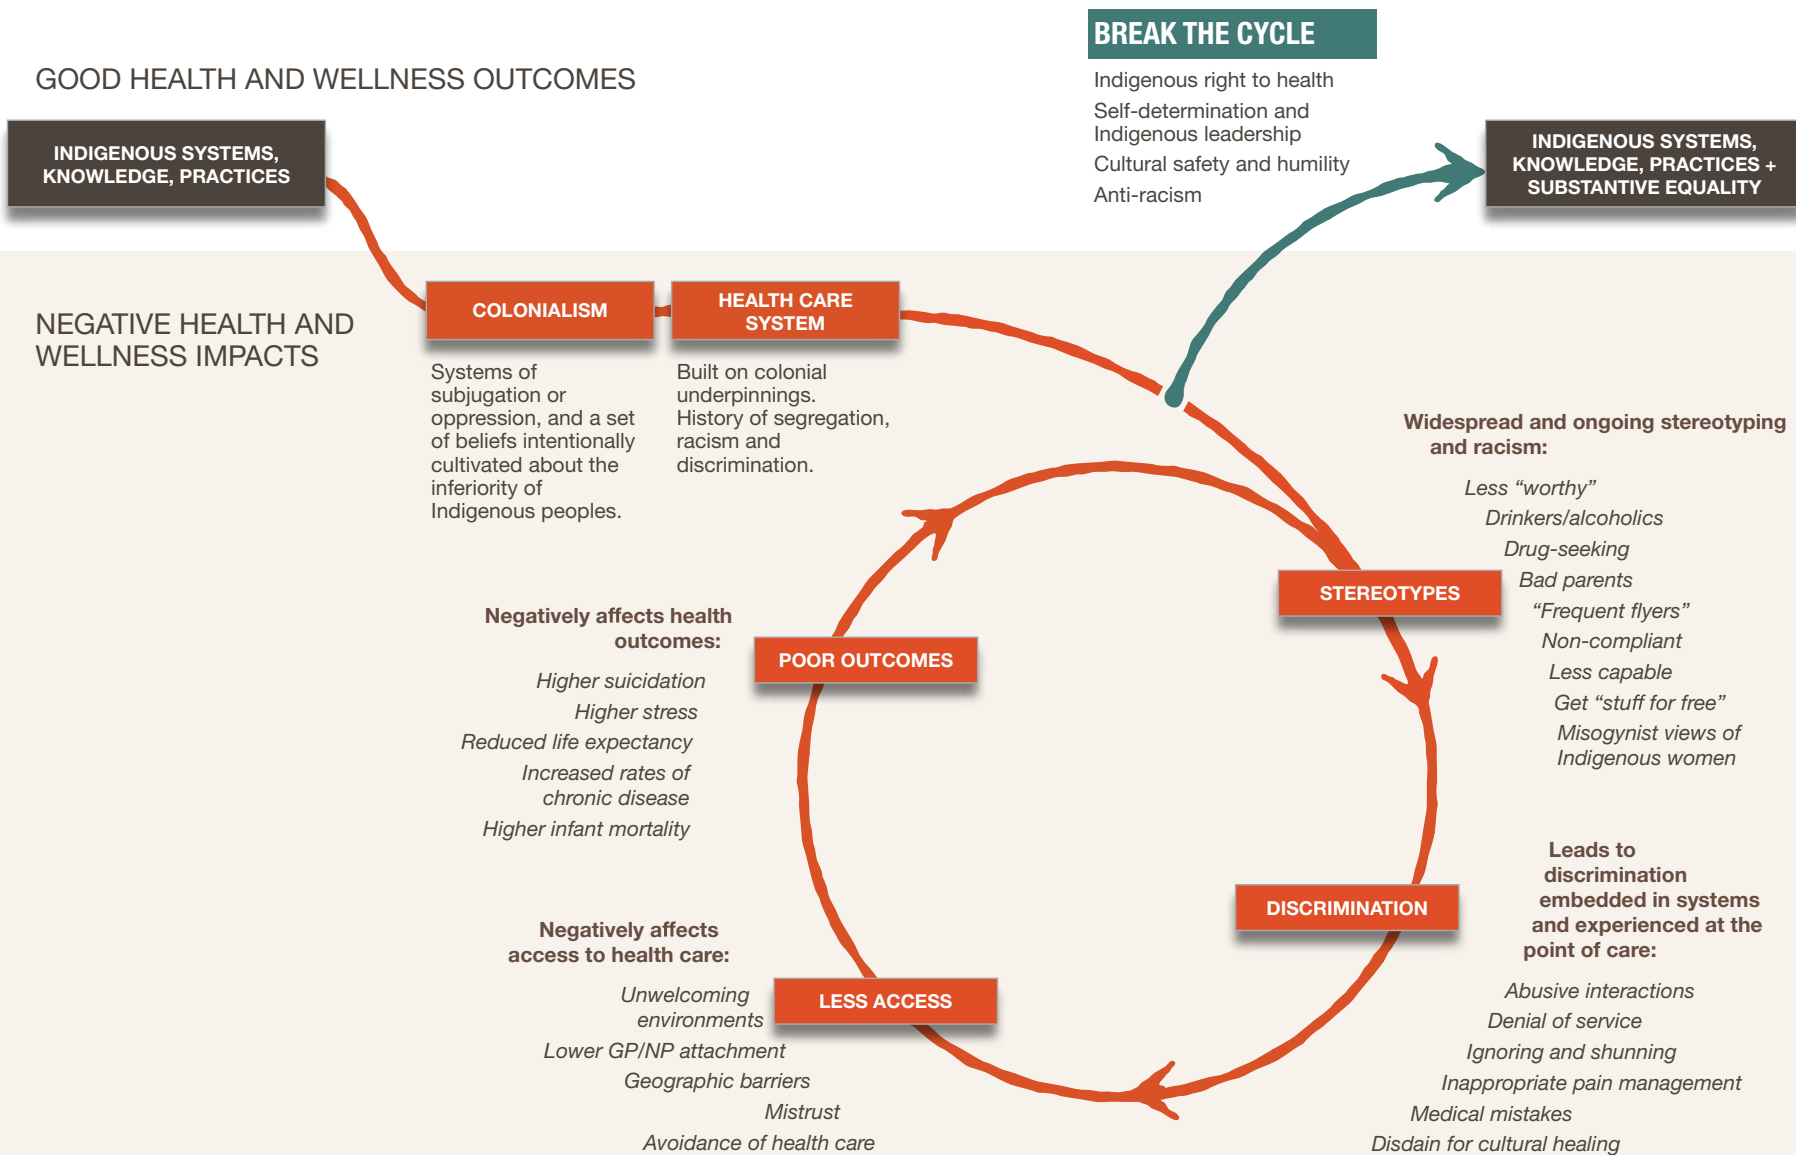 BREAK THE CYCLE
Indigenous right to health
Self-determination and
Indigenous leadership
Cultural safety and humility
Anti-racism
GOOD HEALTH AND WELLNESS OUTCOMES
INDIGENOUS SYSTEMS,
KNOWLEDGE, PRACTICES
INDIGENOUS SYSTEMS,
KNOWLEDGE, PRACTICES +
SUBSTANTIVE EQUALITY
NEGATIVE HEALTH AND
WELLNESS IMPACTS
COLONIALISM
Systems of
subjugation or
oppression, and a set
of beliefs intentionally
cultivated about the
inferiority of
Indigenous peoples.
HEALTH CARE
SYSTEM
Built on colonial
underpinnings.
History of segregation,
racism and
discrimination.
Widespread and ongoing stereotyping
and racism:
Less “worthy”
Drinkers/alcoholics
Drug-seeking
Bad parents
“Frequent flyers”
Non-compliant
Less capable
Get “stuff for free”
Misogynist views of
Indigenous women
STEREOTYPES
Negatively affects health
outcomes:
Higher suicidation
Higher stress
Reduced life expectancy
Increased rates of
chronic disease
Higher infant mortality
POOR OUTCOMES
DISCRIMINATION
Leads to
discrimination
embedded in systems
and experienced at the
point of care:
Abusive interactions
Denial of service
Ignoring and shunning
Inappropriate pain management
Medical mistakes
Disdain for cultural healing
Negatively affects
access to health care:
Unwelcoming
environments
Lower GP/NP attachment
Geographic barriers
Mistrust
Avoidance of health care
LESS ACCESS